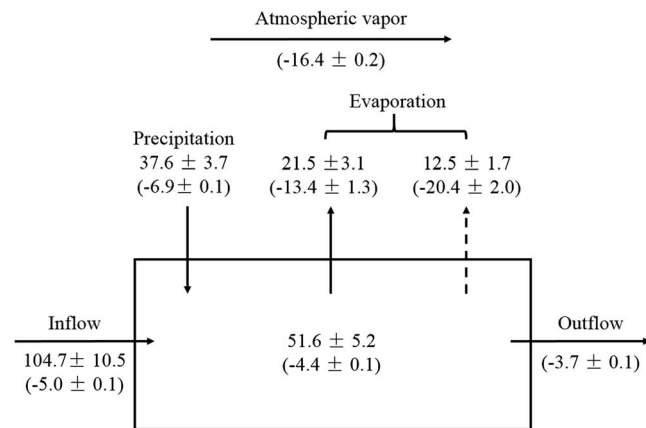 Atmospheric vapor
(-16.4 ± 0.2)
Evaporation
Precipitation
37.6 ± 3.7
(-6.9± 0.1)
21.5 ±3.1
(-13.4 ± 1.3)
12.5 ± 1.7
(-20.4 ± 2.0)
Inflow
104.7± 10.5
(-5.0 ± 0.1)
51.6 ± 5.2
(-4.4 ± 0.1)
Outflow
(-3.7 ± 0.1)